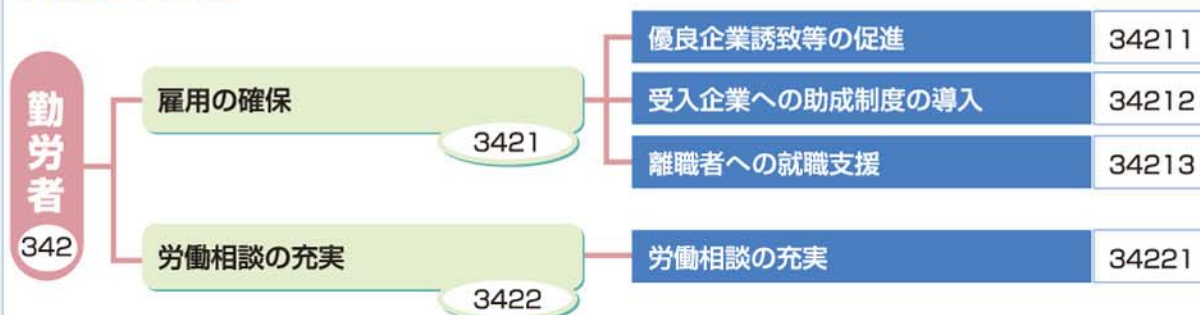 勤労者
342
雇用の確保
3421
優良企業誘致等の促進 34211
受入企業への助成制度の導入 34212
離職者への就職支援 34213
労働相談の充実
3422
労働相談の充実 34221